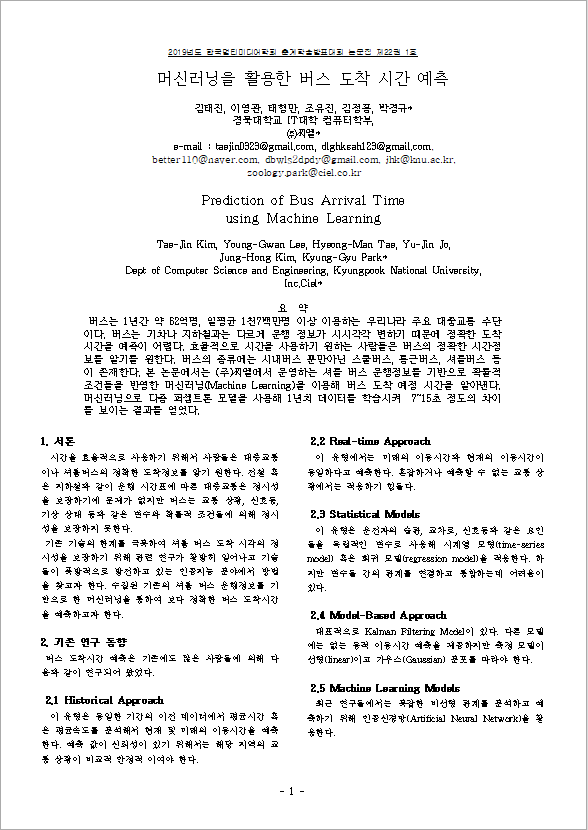 2019년도 한국멀티미디어학회 춘계학술발표대회 논문집 제22권 1호
머신러닝을 활용한 버스 도착 시간 예측
김태진, 이영관, 태형만, 조유진, 김정홍, 박경규*
경북대학교 IT대학 컴퓨터학부,
(주)씨엘*
e-mail : taejin0323@gmail.com, dlghksah123@gmail.com,
better110@naver.com, dbwls2dpdy@gmail.com, jhk@knu.ac.kr,
zoology.park@ciel.co.kr
Prediction of Bus Arrival Time
using Machine Learning
Tae-Jin Kim, Young-Gwan Lee, Hyeong-Man Tae, Yu-Jin Jo,
Jung-Hong Kim, Kyung-Gyu Park*
Dept of Computer Science and Engineering, Kyungpook National University,
Inc,Ciel*
요 약
버스는 1년간 약 62억명, 일평균 1천7백만명 이상 이용하는 우리나라 주요 대중교통 수단
이다. 버스는 기차나 지하철과는 다르게 운행 정보가 시시각각 변하기 때문에 정확한 도착
시간을 예측이 어렵다. 효율적으로 시간을 사용하기 원하는 사람들은 버스의 정확한 시간정
보를 알기를 원한다. 버스의 종류에는 시내버스 뿐만아닌 스쿨버스, 통근버스, 셔틀버스 등
이 존재한다. 본 논문에서는 (주)씨엘에서 운영하는 셔틀 버스 운행정보를 기반으로 확률적
조건들을 반영한 머신러닝(Machine Learning)을 이용해 버스 도착 예정 시간을 알아낸다.
머신러닝으로 다층 퍼셉트론 모델을 사용해 1년치 데이터를 학습시켜 7~15초 정도의 차이
를 보이는 결과를 얻었다.
1. 서론
시간을 효율적으로 사용하기 위해서 사람들은 대중교통
이나 셔틀버스의 정확한 도착정보를 알기 원한다. 전철 혹
은 지하철과 같이 운행 시간표에 따른 대중교통은 정시성
을 보장하기에 문제가 없지만 버스는 교통 상황, 신호등,
기상 상태 등과 같은 변수와 확률적 조건들에 의해 정시
성을 보장하지 못한다.
기존 기술의 한계를 극복하여 셔틀 버스 도착 시각의 정
시성을 보장하기 위해 관련 연구가 활발히 일어나고 기술
들이 폭발적으로 발전하고 있는 인공지능 분야에서 방법
을 찾고자 한다. 수집된 기존의 셔틀 버스 운행정보를 기
반으로 한 머신러닝을 통하여 보다 정확한 버스 도착시간
을 예측하고자 한다.
2. 기존 연구 동향
버스 도착시간 예측은 기존에도 많은 사람들에 의해 다
음와 같이 연구되어 왔었다.
2.1 Historical Approach
이 유형은 동일한 기간의 이전 데이터에서 평균시간 혹
은 평균속도를 분석해서 현재 및 미래의 이동시간을 예측
한다. 예측 값이 신뢰성이 있기 위해서는 해당 지역의 교
통 상황이 비교적 안정적 이여야 한다.
2.2 Real-time Approach
이 유형에서는 미래의 이동시간과 현재의 이동시간이
동일하다고 예측한다. 혼잡하거나 예측할 수 없는 교통 상
황에서는 적용하기 힘들다.
2.3 Statistical Models
이 유형은 운전자의 습관, 교차로, 신호등과 같은 요인
들을 독립적인 변수로 사용해 시계열 모형(time-series
model) 혹은 회귀 모델(regression model)을 적용한다. 하
지만 변수들 간의 관계를 연결하고 통합하는데 어려움이
있다.
2.4 Model-Based Approach
대표적으로 Kalman Filtering Model이 있다. 다른 모델
에는 없는 동적 이동시간 예측을 제공하지만 측정 모델이
선형(linear)이고 가우스(Gaussian) 분포를 따라야 한다.
2.5 Machine Learning Models
최근 연구들에서는 복잡한 비선형 관계를 분석하고 예
측하기 위해 인공신경망(Artificial Neural Network)을 활
용한다.
- 1 -